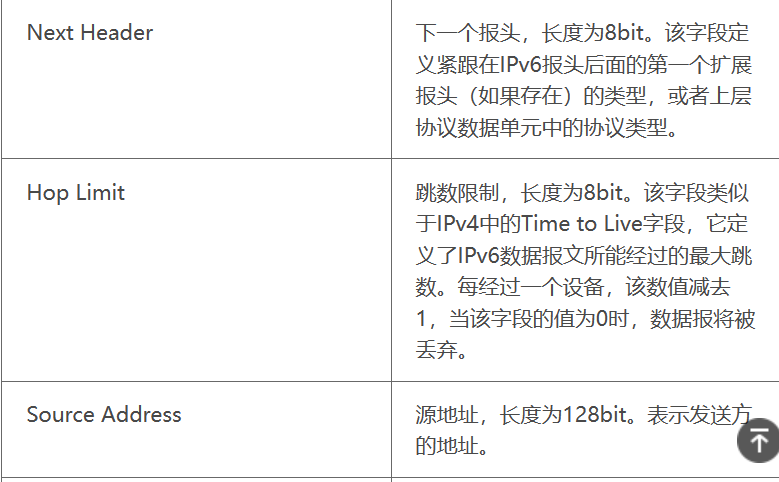 Next Header
下一个报头，长度为8bit。该字段定
义紧跟在IPv6报头后面的第一个扩展
报头（如果存在）的类型，或者上层
协议数据单元中的协议类型。
Hop Limit
跳数限制，长度为8bit。该字段类似
于IPv4中的Time to Live字段，它定
义了IPv6数据报文所能经过的最大跳
数。每经过一个设备，该数值减去
1，当该字段的值为0时，数据报将被
丢弃。
Source Address
源地址，长度为128bit。表示发送方
的地址。